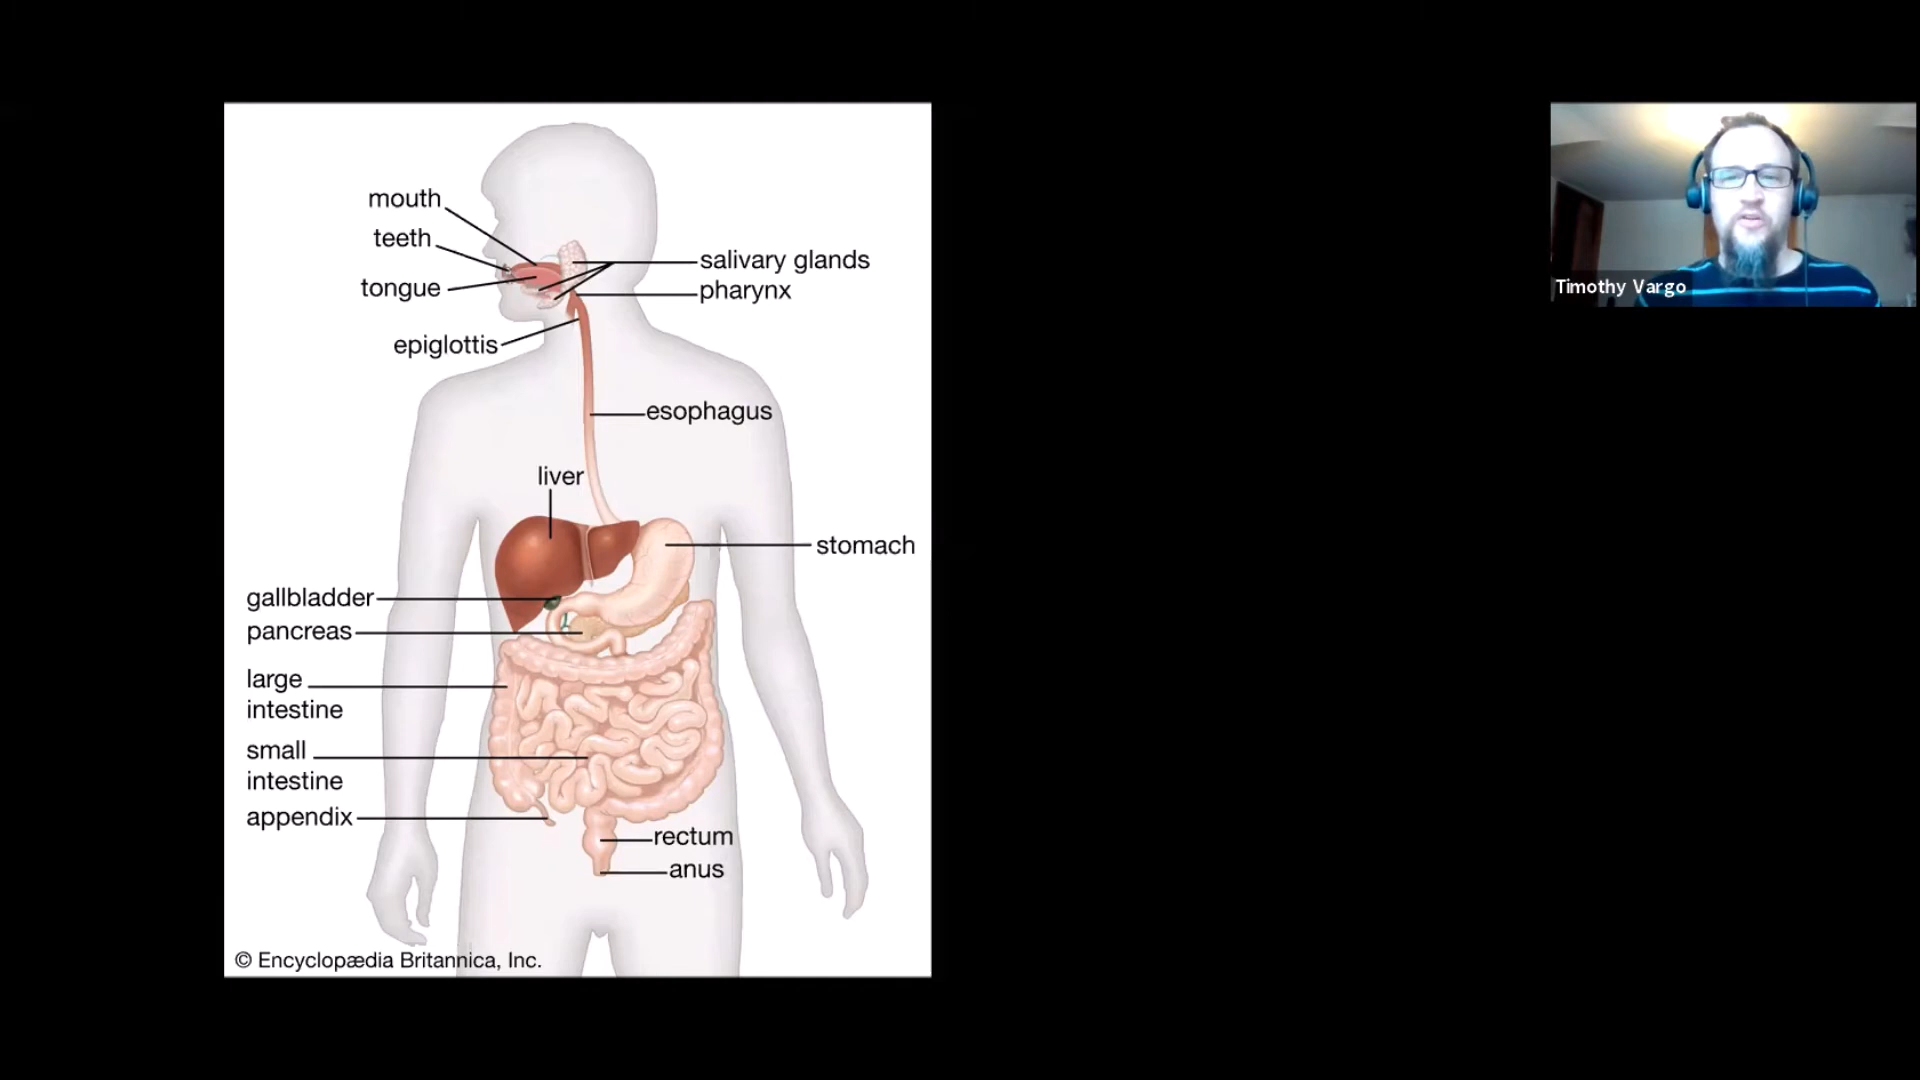 mouth
teeth
tongue
epiglottis
salivary glands
pharynx
esophagus
liver
stomach
gallbladder
pancreas
large
intestine
small
intestine
appendix
rectum
anus
© Encyclopædia Britannica, Inc.
Timothy Vargo